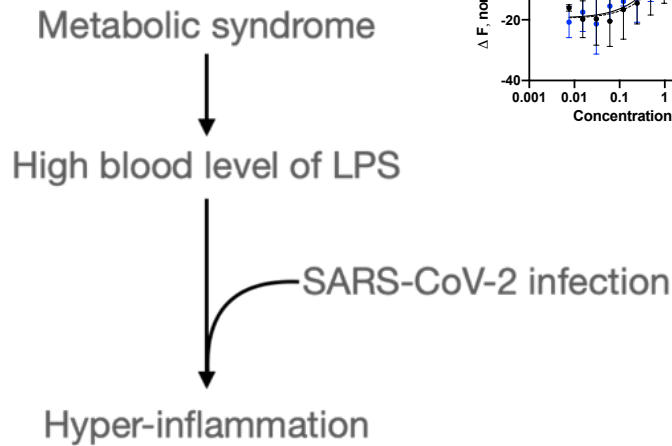 Metabolic syndrome
High blood level of LPS
SARS-CoV-2 infection
Hyper-inflammation
Δ F, nor
-20
-40
0.001 0.01 0.1 1
Concentration